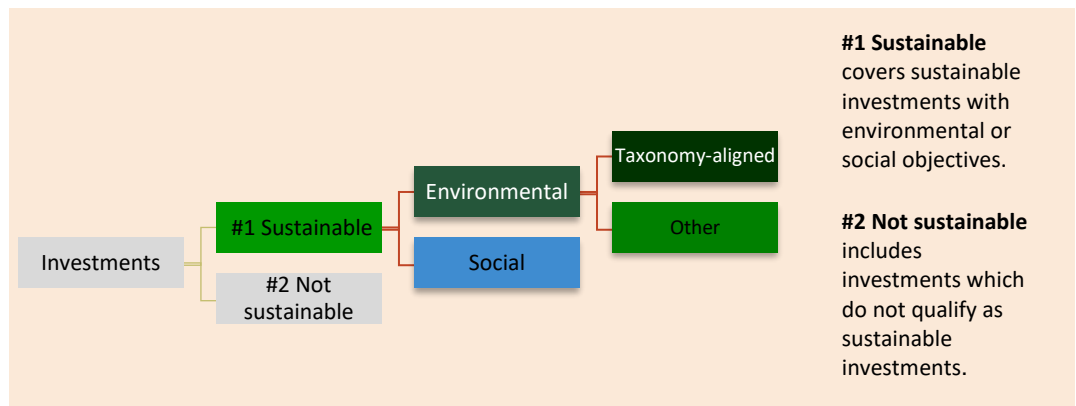 Investments
#1 Sustainable
#2 Not
sustainable
Environmental
Social
Taxonomy-aligned
Other
#1 Sustainable
covers sustainable
investments with
environmental or
social objectives.
#2 Not sustainable
includes
investments which
do not qualify as
sustainable
investments.